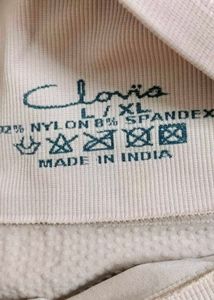 Clovia
L / XL
92% NYLON 8% SPANDEX
MADE IN INDIA